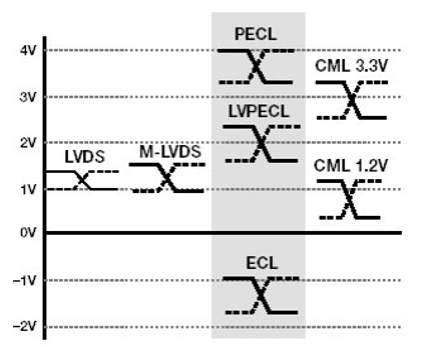 PECL
4V
CML 3.3V
3V
LVPECL
2V
LVDS
M-LVDS
CML 1.2V
1V
0V
ECL
–1V
–2V